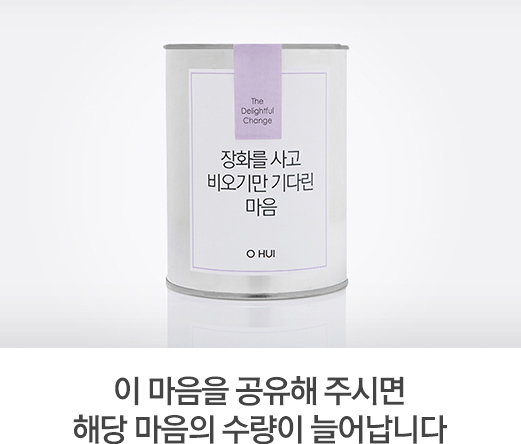 The
Delightful
Change
장화를 사고
비오기만 기다린
마음
O HUI
이 마음을 공유해 주시면
해당 마음의 수량이 늘어납니다